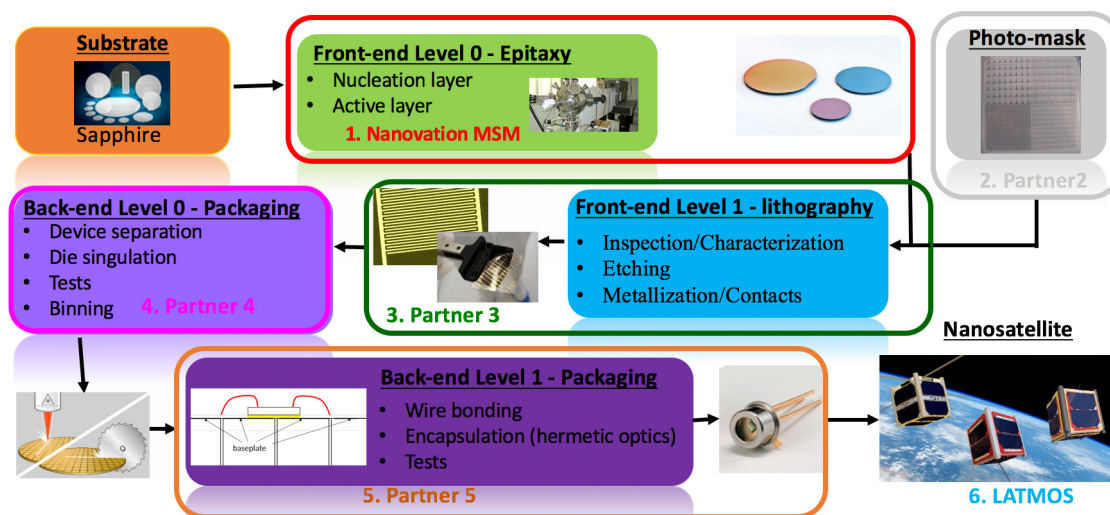 Substrate
Sapphire
Front-end Level 0 - Epitaxy
• Nucleation layer
• Active layer
1. Nanovation MSM
Photo-mask
2. Partner2
Back-end Level 0 - Packaging
• Device separation
• Die singulation
• Tests
• Binning
4. Partner 4
Front-end Level 1 - lithography
• Inspection/Characterization
• Etching
• Metallization/Contacts
3. Partner 3
Nanosatellite
Back-end Level 1 - Packaging
• Wire bonding
• Encapsulation (hermetic optics)
• Tests
baseplate
5. Partner 5
6. LATMOS